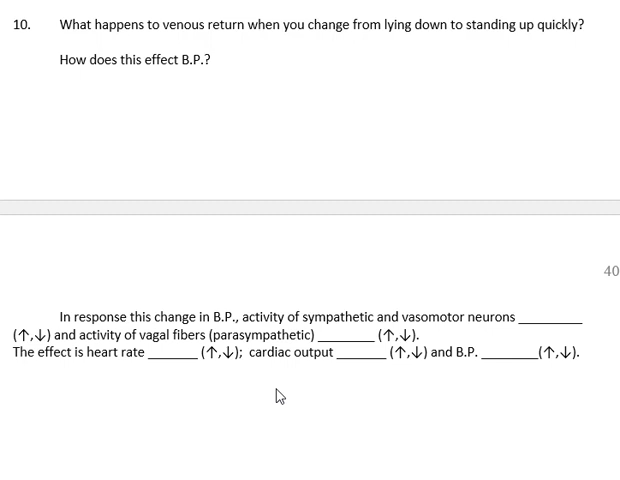 10. What happens to venous return when you change from lying down to standing up quickly?
How does this effect B.P.?
40
In response this change in B.P., activity of sympathetic and vasomotor neurons _________
(↑,↓) and activity of vagal fibers (parasympathetic) ________ (↑,↓).
The effect is heart rate _______ (↑,↓); cardiac output _______ (↑,↓) and B.P. ________(↑,↓).